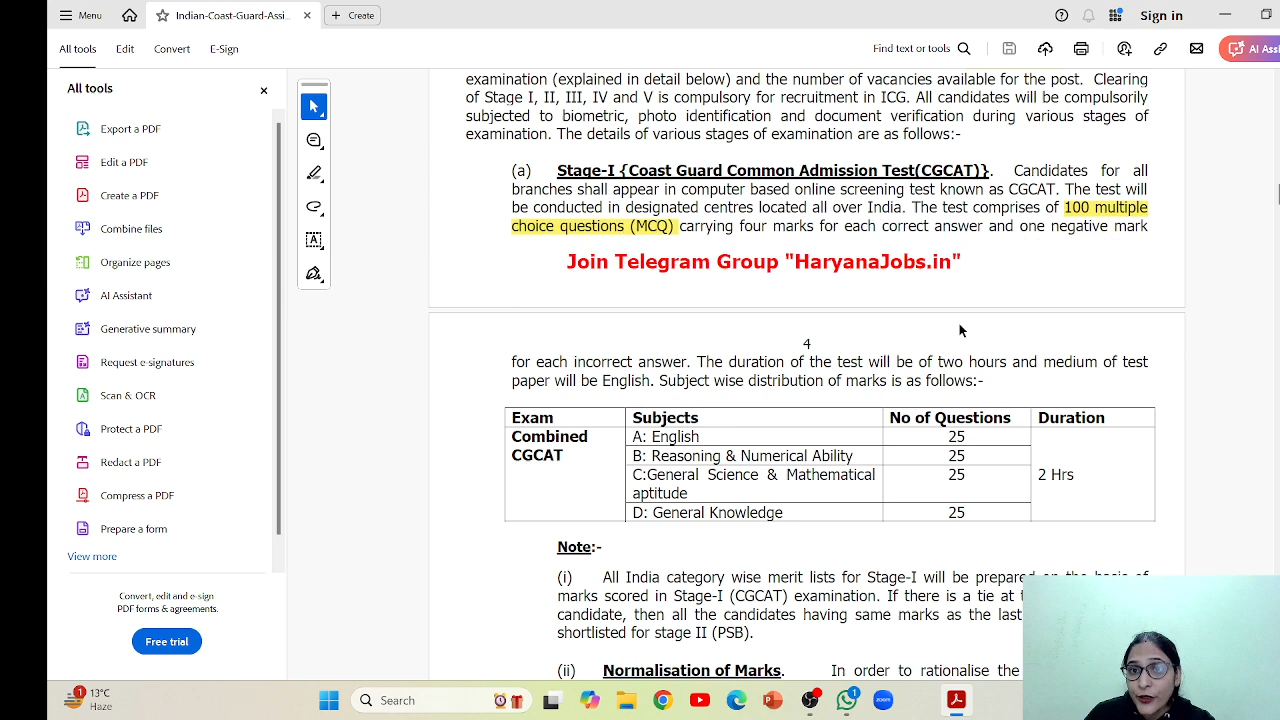 Menu
Indian-Coast-Guard-Assi...
Create
Sign in
All tools
Edit
Convert
E-Sign
Find text or tools
AI Assi
All tools
Export a PDF
Edit a PDF
Create a PDF
Combine files
Organize pages
AI Assistant
Generative summary
Request e-signatures
Scan & OCR
Protect a PDF
Redact a PDF
Compress a PDF
Prepare a form
View more
Convert, edit and e-sign
PDF forms & agreements.
Free trial
examination (explained in detail below) and the number of vacancies available for the post. Clearing
of Stage I, II, III, IV and V is compulsory for recruitment in ICG. All candidates will be compulsorily
subjected to biometric, photo identification and document verification during various stages of
examination. The details of various stages of examination are as follows:-
(a) Stage-I {Coast Guard Common Admission Test(CGCAT)}. Candidates for all
branches shall appear in computer based online screening test known as CGCAT. The test will
be conducted in designated centres located all over India. The test comprises of 100 multiple
choice questions (MCQ) carrying four marks for each correct answer and one negative mark
Join Telegram Group "HaryanaJobs.in"
4
for each incorrect answer. The duration of the test will be of two hours and medium of test
paper will be English. Subject wise distribution of marks is as follows:-
Exam Subjects No of Questions Duration
Combined A: English 25
CGCAT B: Reasoning & Numerical Ability 25
C:General Science & Mathematical 25 2 Hrs
aptitude
D: General Knowledge 25
Note:-
(i) All India category wise merit lists for Stage-I will be prepared on the basis of
marks scored in Stage-I (CGCAT) examination. If there is a tie at
candidate, then all the candidates having same marks as the last
shortlisted for stage II (PSB).
(ii) Normalisation of Marks. In order to rationalise the
1
13°C
Haze
Search
1
zoom